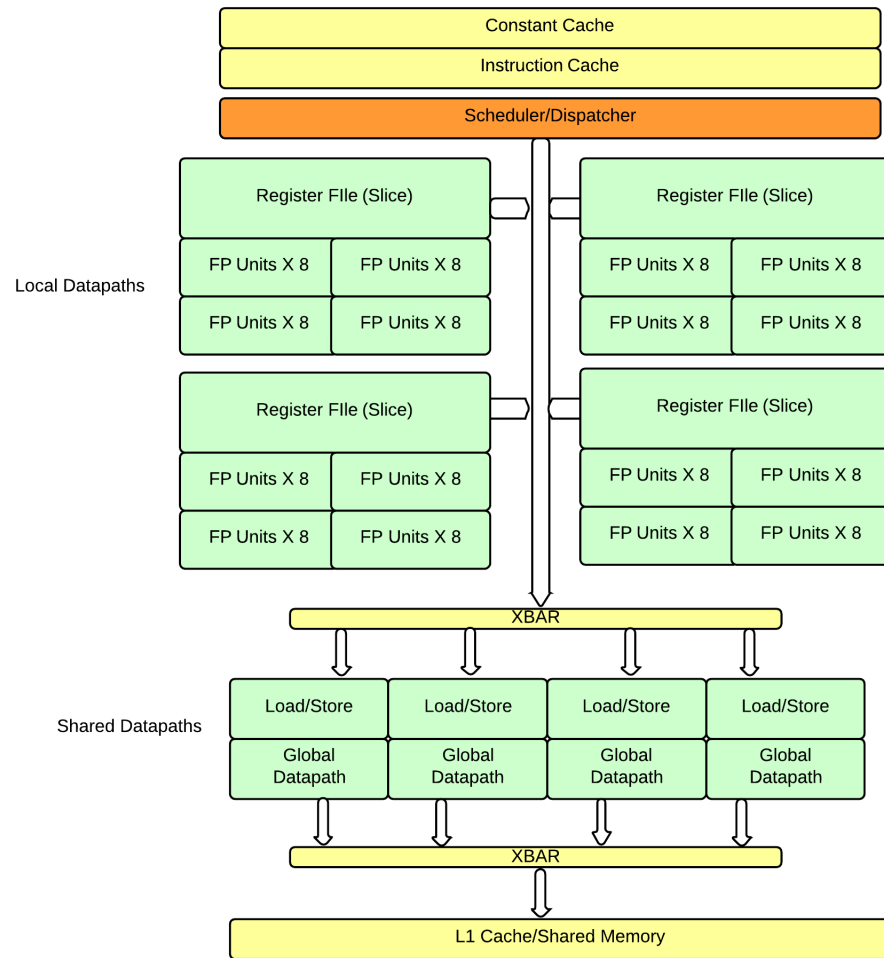 Constant Cache
Instruction Cache
Scheduler/Dispatcher
Register FIle (Slice)
Register FIle (Slice)
FP Units X 8
FP Units X 8
FP Units X 8
FP Units X 8
Local Datapaths
FP Units X 8
FP Units X 8
FP Units X 8
FP Units X 8
Register FIle (Slice)
Register FIle (Slice)
FP Units X 8
FP Units X 8
FP Units X 8
FP Units X 8
FP Units X 8
FP Units X 8
FP Units X 8
FP Units X 8
XBAR
Shared Datapaths
Load/Store
Load/Store
Load/Store
Load/Store
Global
Datapath
Global
Datapath
Global
Datapath
Global
Datapath
XBAR
L1 Cache/Shared Memory